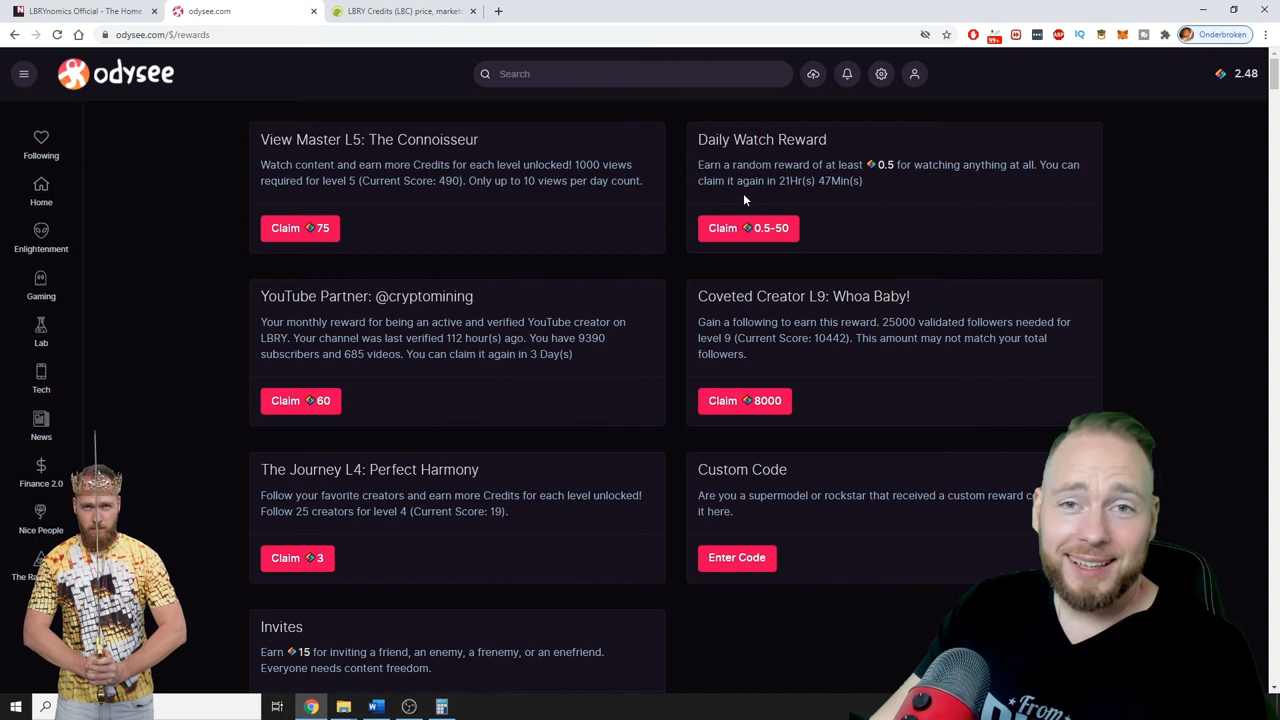 LBRYnomics Official - The Home
odysee.com
LBRY Credits (LBC) price, market
odysee.com/$/rewards
99+
ABP
IQ
Onderbroken
odysee
Search
2.48
Following
Home
Enlightenment
Gaming
Lab
Tech
News
Finance 2.0
Nice People
The Ra
View Master L5: The Connoisseur
Watch content and earn more Credits for each level unlocked! 1000 views
required for level 5 (Current Score: 490). Only up to 10 views per day count.
Claim 75
Daily Watch Reward
Earn a random reward of at least 0.5 for watching anything at all. You can
claim it again in 21Hr(s) 47Min(s)
Claim 0.5-50
YouTube Partner: @cryptomining
Your monthly reward for being an active and verified YouTube creator on
LBRY. Your channel was last verified 112 hour(s) ago. You have 9390
subscribers and 685 videos. You can claim it again in 3 Day(s)
Claim 60
Coveted Creator L9: Whoa Baby!
Gain a following to earn this reward. 25000 validated followers needed for
level 9 (Current Score: 10442). This amount may not match your total
followers.
Claim 8000
The Journey L4: Perfect Harmony
Follow your favorite creators and earn more Credits for each level unlocked!
Follow 25 creators for level 4 (Current Score: 19).
Claim 3
Custom Code
Are you a supermodel or rockstar that received a custom reward c
it here.
Enter Code
Invites
Earn 15 for inviting a friend, an enemy, a frenemy, or an enefriend.
Everyone needs content freedom.
From